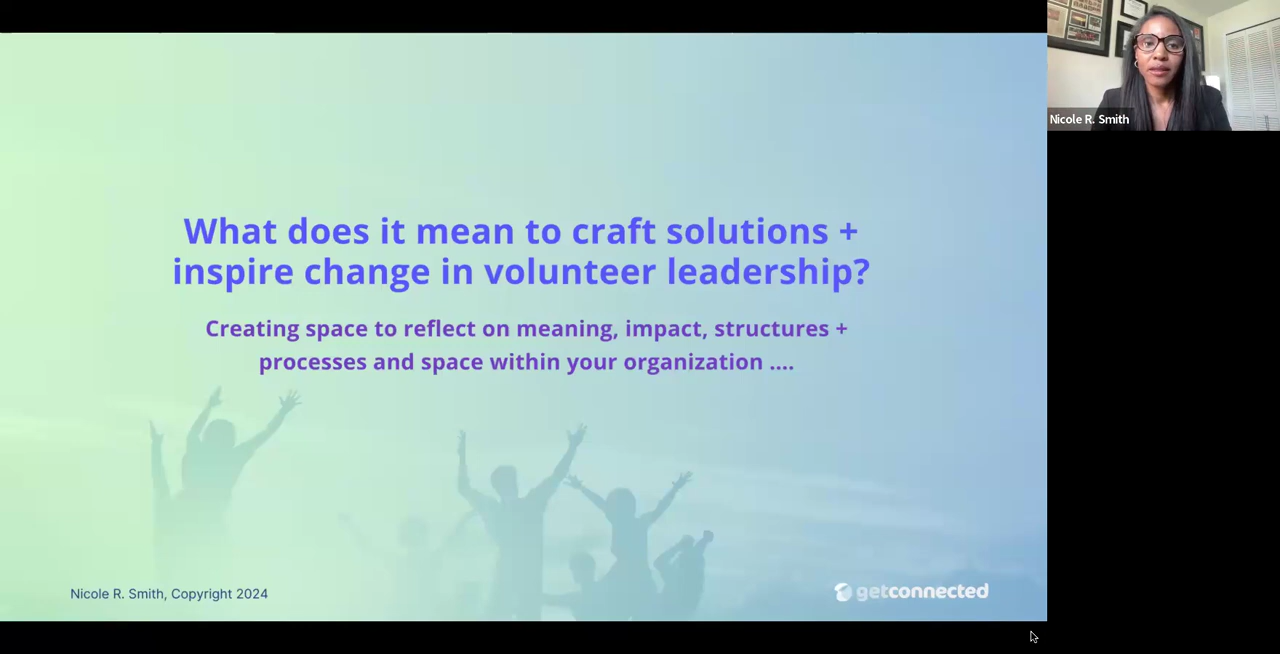 What does it mean to craft solutions +
inspire change in volunteer leadership?
Creating space to reflect on meaning, impact, structures +
processes and space within your organization ....
Nicole R. Smith, Copyright 2024
getconnected
Nicole R. Smith